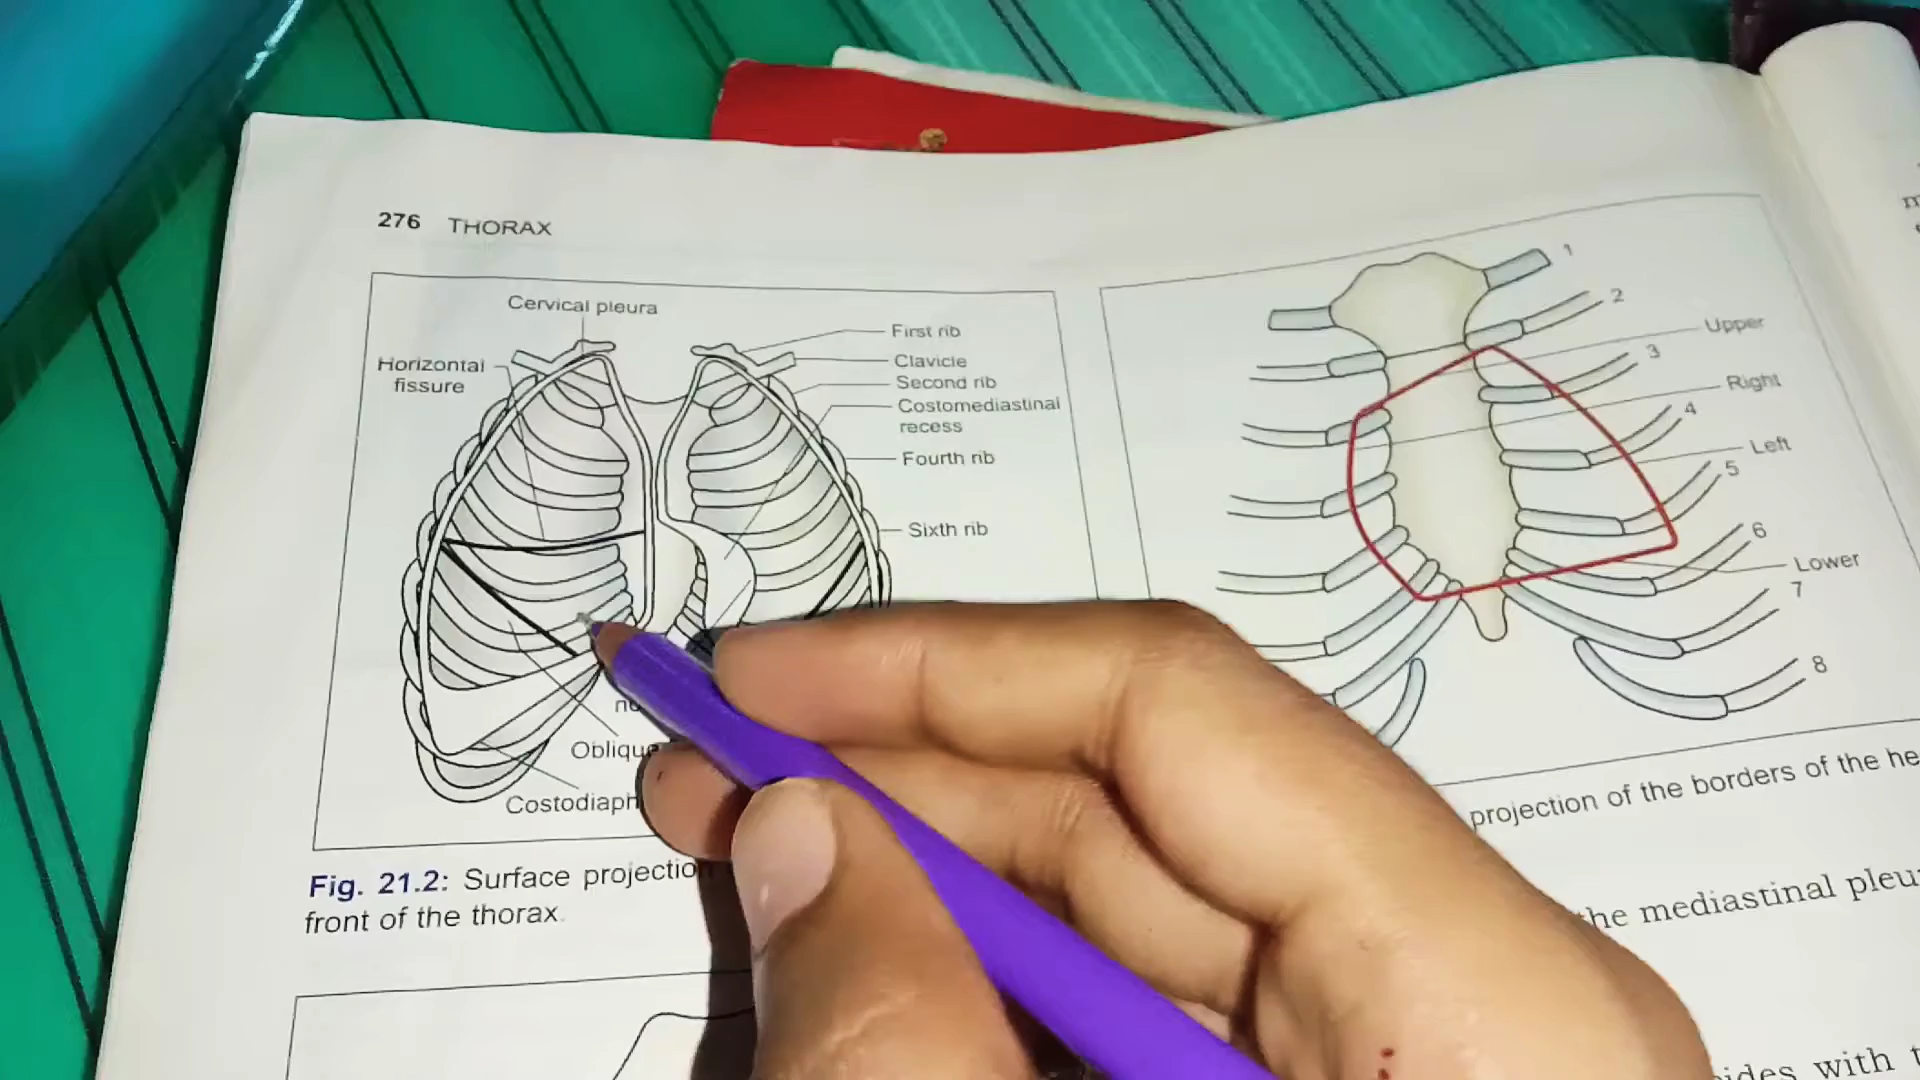 276 THORAX
Cervical pleura
Horizontal
fissure
First rib
Clavicle
Second rib
Costomediastinal
recess
Fourth rib
Sixth rib
Oblique
Costodiaph
Fig. 21.2: Surface projection
front of the thorax.
1
2
Upper
3
Right
4
Left
5
6
Lower
7
8
projection of the borders of the he
the mediastinal pleu
ides with t